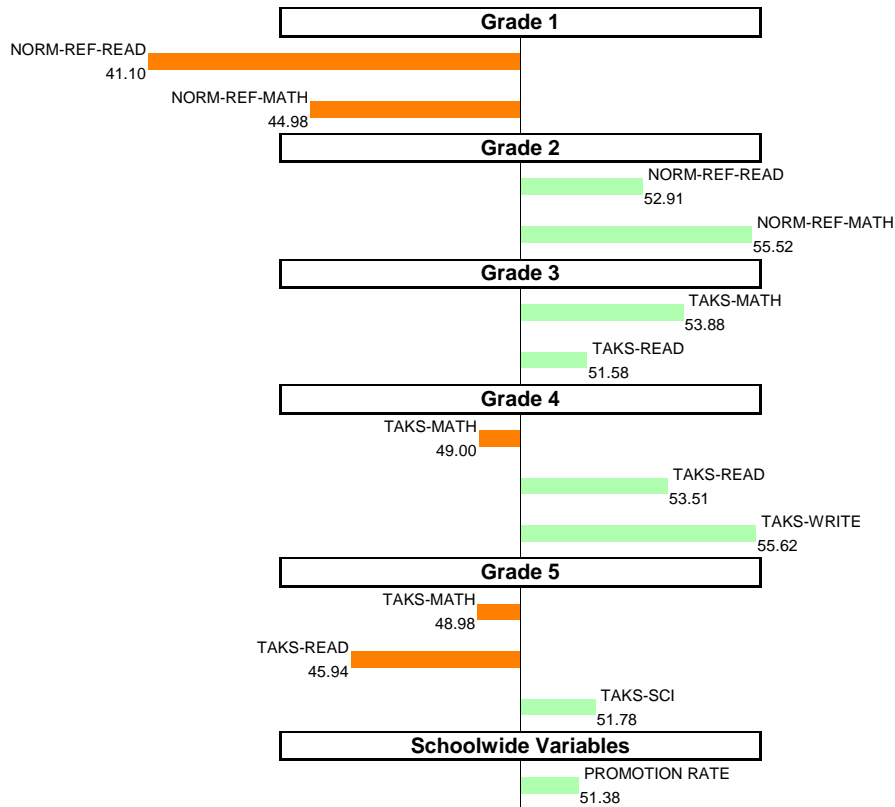 Grade 1
NORM-REF-READ
41.10
NORM-REF-MATH
44.98
Grade 2
NORM-REF-READ
52.91
NORM-REF-MATH
55.52
Grade 3
TAKS-MATH
53.88
TAKS-READ
51.58
Grade 4
TAKS-MATH
49.00
TAKS-READ
53.51
TAKS-WRITE
55.62
Grade 5
TAKS-MATH
48.98
TAKS-READ
45.94
TAKS-SCI
51.78
Schoolwide Variables
PROMOTION RATE
51.38